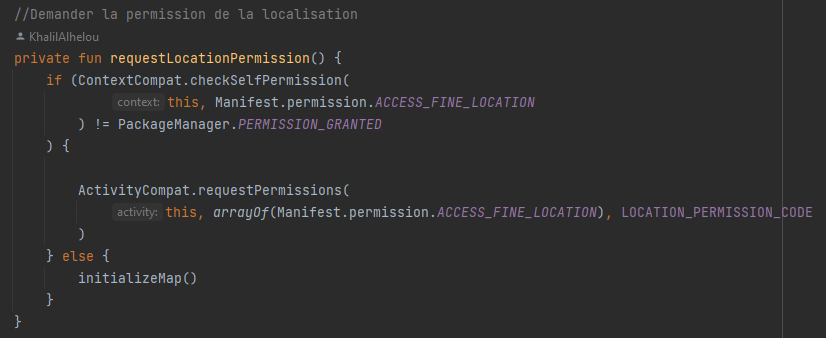 //Demander la permission de la localisation
KhalilAlhelou
private fun requestLocationPermission() {
if (ContextCompat.checkSelfPermission(
context: this, Manifest.permission.ACCESS_FINE_LOCATION
) != PackageManager.PERMISSION_GRANTED
) {
ActivityCompat.requestPermissions(
activity: this, arrayOf(Manifest.permission.ACCESS_FINE_LOCATION), LOCATION_PERMISSION_CODE
)
} else {
initializeMap()
}
}